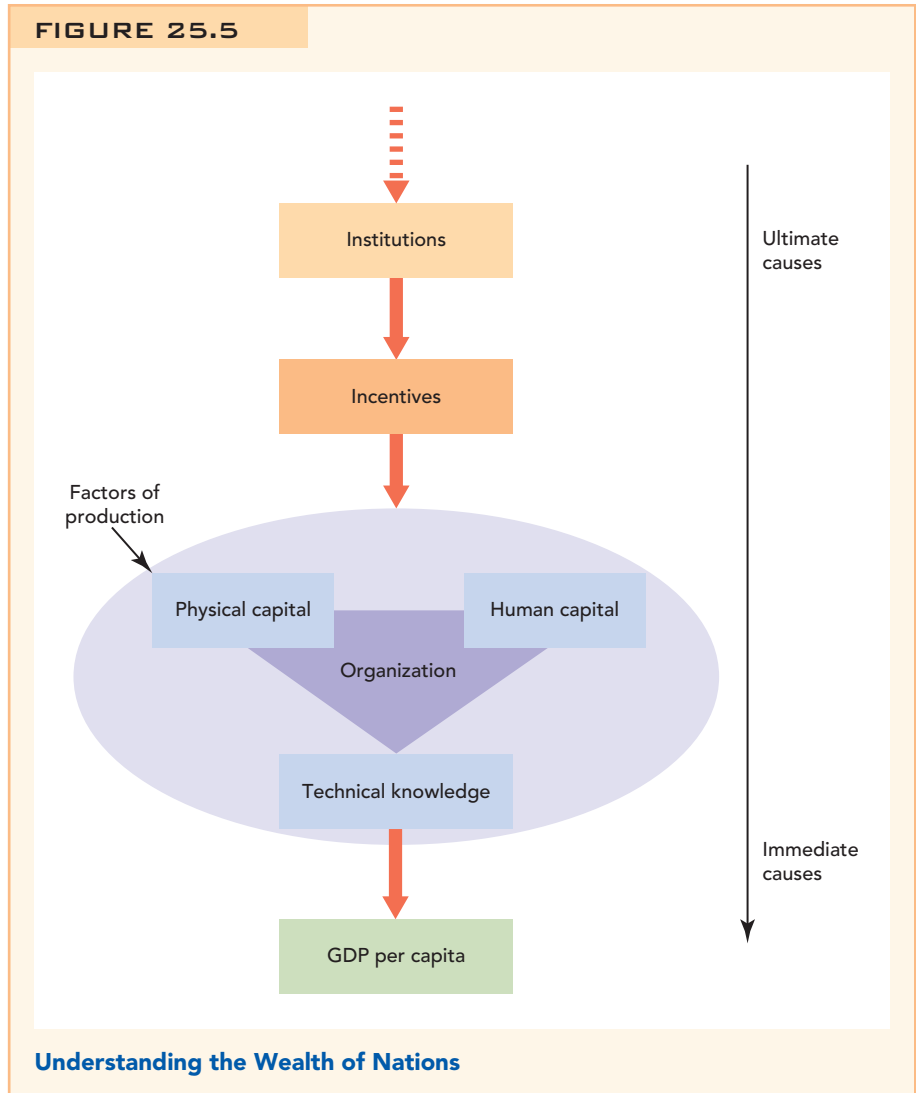 FIGURE 25.5
Institutions
Ultimate
causes
Incentives
Factors of
production
Physical capital
Human capital
Organization
Technical knowledge
Immediate
causes
GDP per capita
Understanding the Wealth of Nations